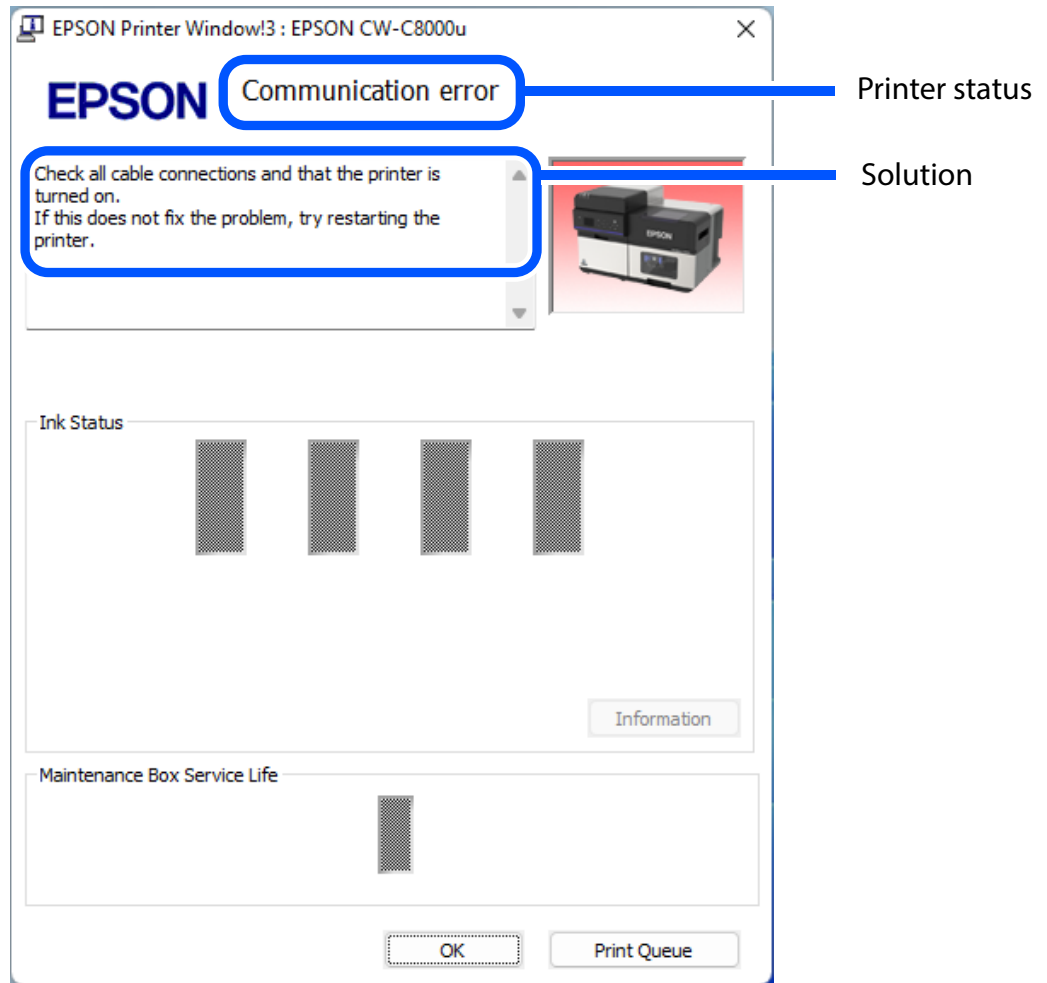 EPSON Printer Window!3 : EPSON CW-C8000u
EPSON
Communication error
Printer status
Check all cable connections and that the printer is
turned on.
If this does not fix the problem, try restarting the
printer.
Solution
EPSON
Ink Status
Information
Maintenance Box Service Life
OK
Print Queue